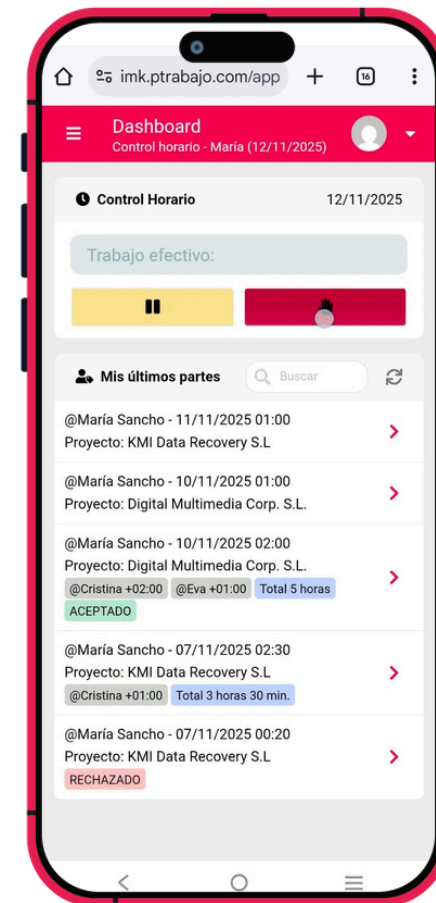 imk.ptrabajo.com/app
16
Dashboard
Control horario - María (12/11/2025)
Control Horario 12/11/2025
Trabajo efectivo:
Mis últimos partes Buscar
@María Sancho - 11/11/2025 01:00
Proyecto: KMI Data Recovery S.L
@María Sancho - 10/11/2025 01:00
Proyecto: Digital Multimedia Corp. S.L.
@María Sancho - 10/11/2025 02:00
Proyecto: Digital Multimedia Corp. S.L.
@Cristina +02:00 @Eva +01:00 Total 5 horas
ACEPTADO
@María Sancho - 07/11/2025 02:30
Proyecto: KMI Data Recovery S.L
@Cristina +01:00 Total 3 horas 30 min.
@María Sancho - 07/11/2025 00:20
Proyecto: KMI Data Recovery S.L
RECHAZADO